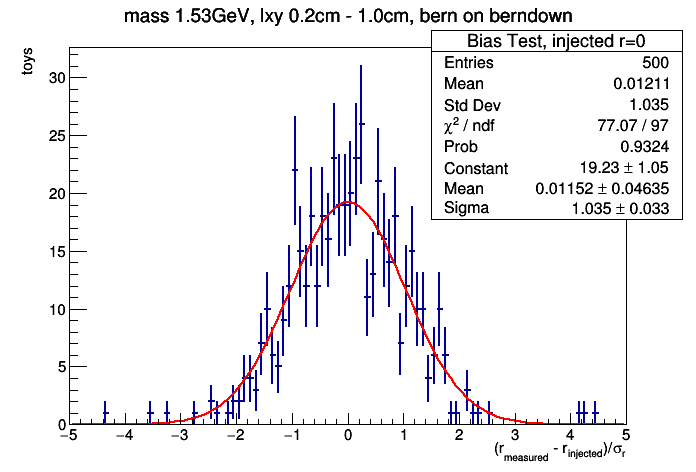 mass 1.53GeV, lxy 0.2cm - 1.0cm, bern on berndown
Bias Test, injected r=0
Entries 500
Mean 0.01211
Std Dev 1.035
χ² / ndf 77.07 / 97
Prob 0.9324
Constant 19.23 ± 1.05
Mean 0.01152 ± 0.04635
Sigma 1.035 ± 0.033
toys
30
25
20
15
10
5
0
−5 −4 −3 −2 −1 0 1 2 3 4 5
(r_measured - r_injected)/σ_r